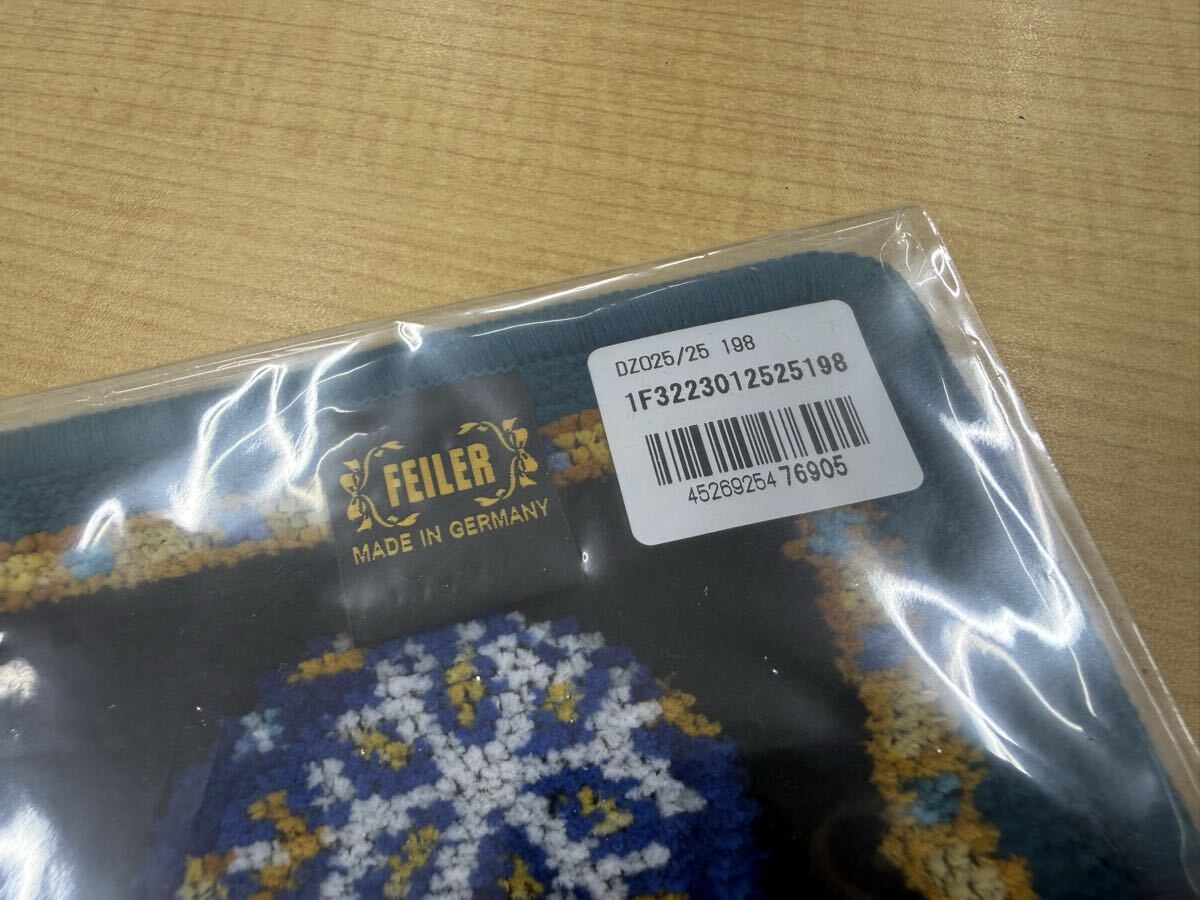 DZ025/25 198
1F3223012525198
4526925476905
FEILER
MADE IN GERMANY